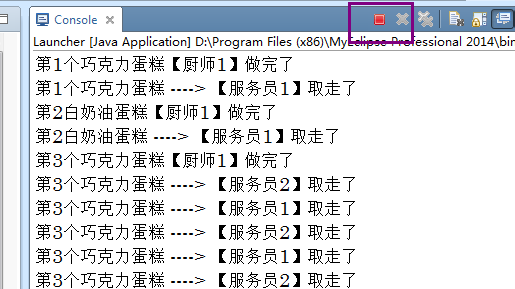 Console
Launcher [Java Application] D:\Program Files (x86)\MyEclipse Professional 2014\bin
第1个巧克力蛋糕【厨师1】做完了
第1个巧克力蛋糕 ----> 【服务员1】取走了
第2白奶油蛋糕【厨师1】做完了
第2白奶油蛋糕 ----> 【服务员1】取走了
第3个巧克力蛋糕【厨师1】做完了
第3个巧克力蛋糕 ----> 【服务员2】取走了
第3个巧克力蛋糕 ----> 【服务员1】取走了
第3个巧克力蛋糕 ----> 【服务员2】取走了
第3个巧克力蛋糕 ----> 【服务员1】取走了
第3个巧克力蛋糕 ----> 【服务员2】取走了